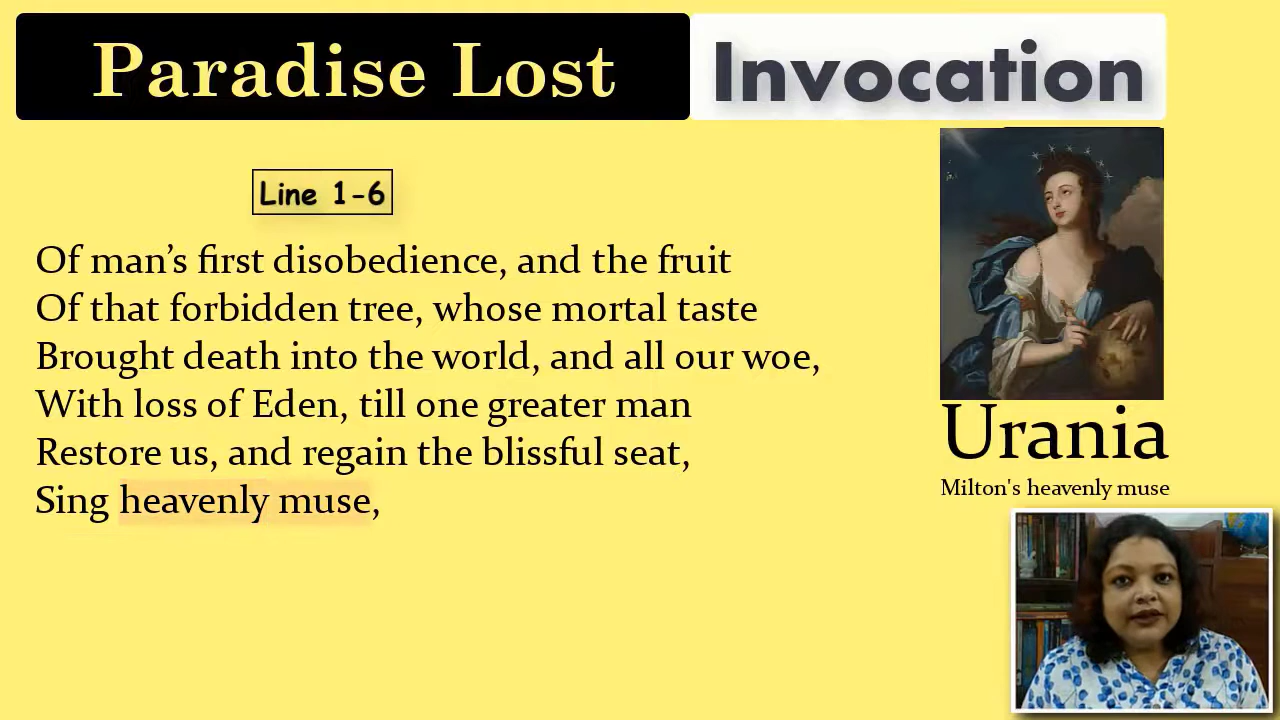 Paradise Lost Invocation
Line 1-6
Of man’s first disobedience, and the fruit
Of that forbidden tree, whose mortal taste
Brought death into the world, and all our woe,
With loss of Eden, till one greater man
Restore us, and regain the blissful seat,
Sing heavenly muse,
Urania
Milton's heavenly muse